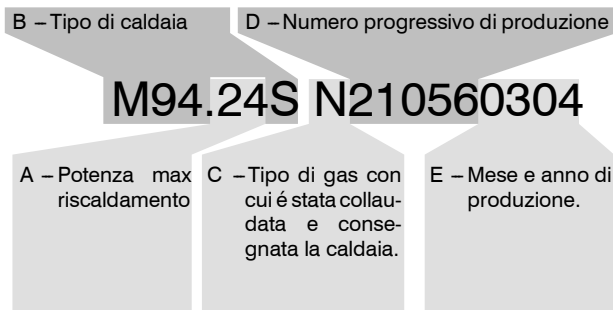 B – Tipo di caldaia
D – Numero progressivo di produzione
M94.24S N210560304
A – Potenza max
riscaldamento
C – Tipo di gas con
cui é stata collau-
data e conse-
gnata la caldaia.
E – Mese e anno di
produzione.